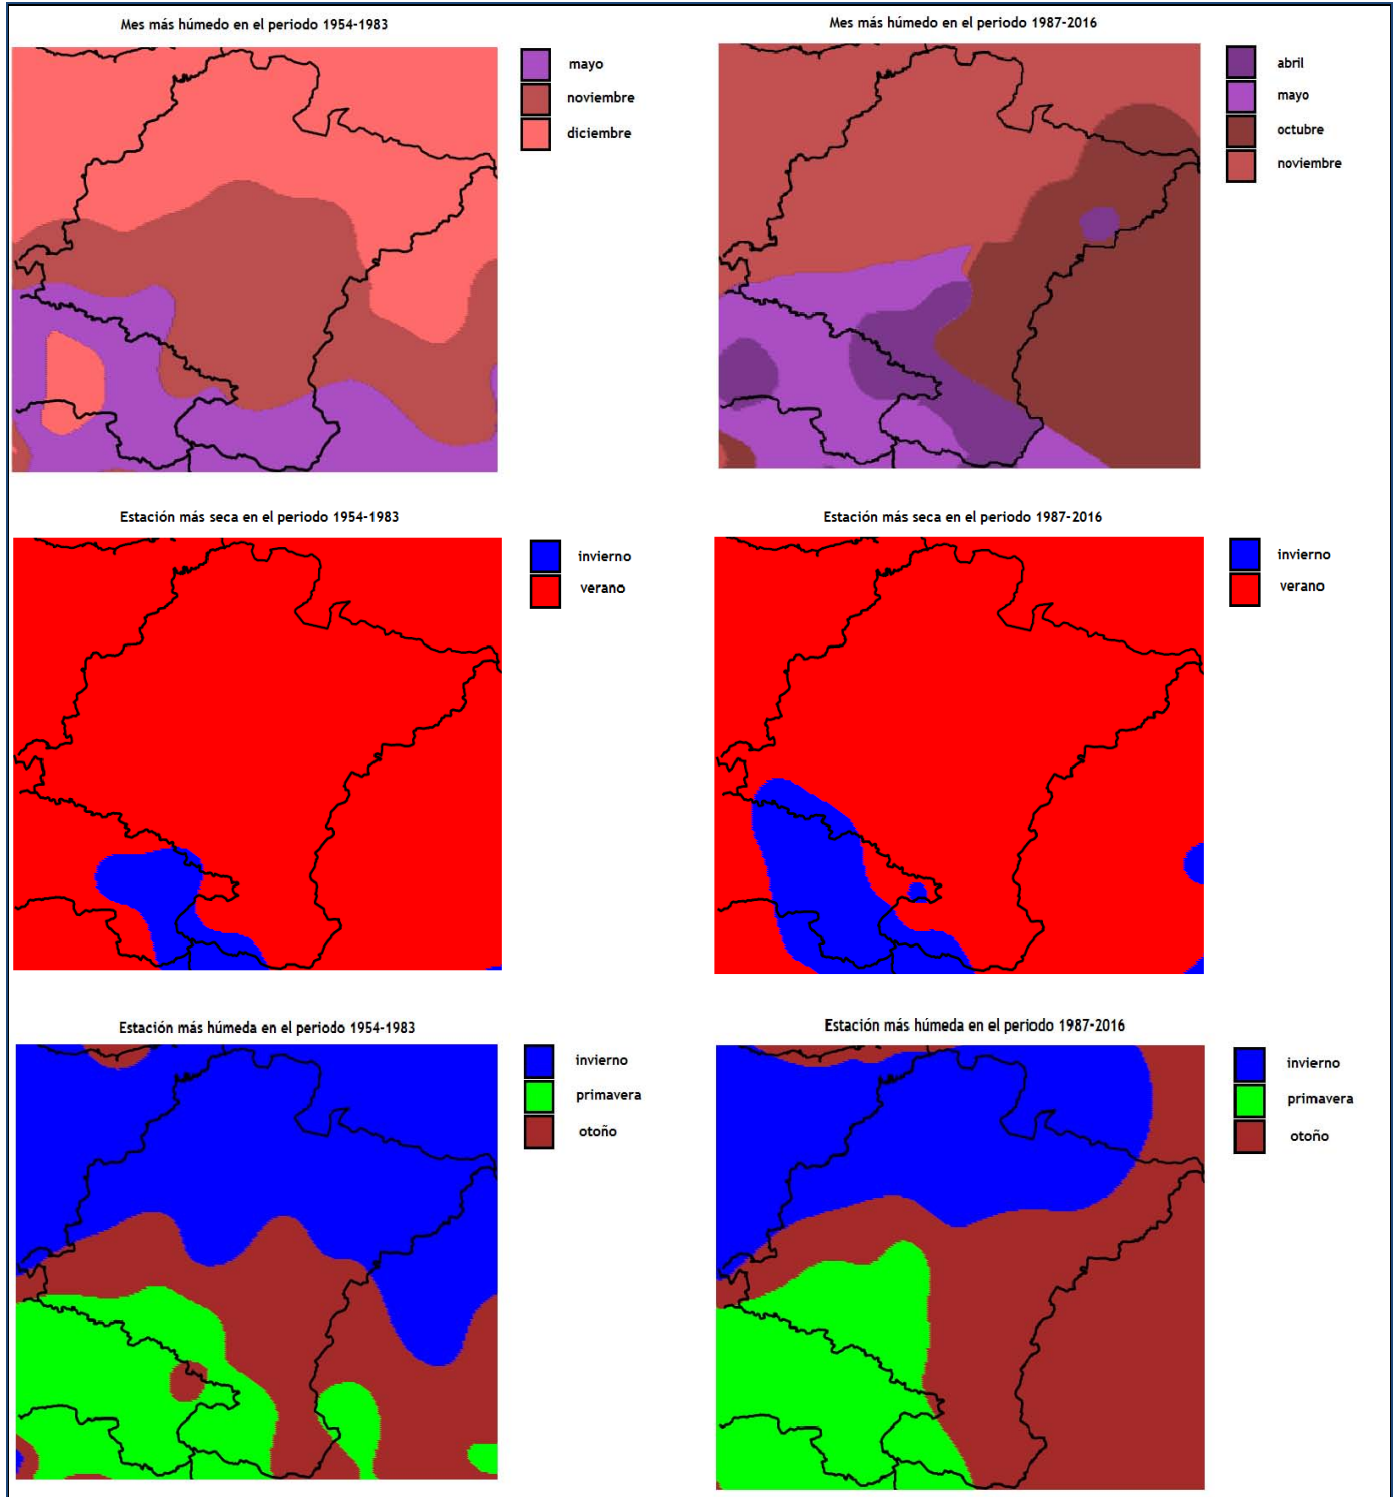 Mes más húmedo en el periodo 1954-1983
mayo
noviembre
diciembre
Mes más húmedo en el periodo 1987-2016
abril
mayo
octubre
noviembre
Estación más seca en el periodo 1954-1983
invierno
verano
Estación más seca en el periodo 1987-2016
invierno
verano
Estación más húmeda en el periodo 1954-1983
invierno
primavera
otoño
Estación más húmeda en el periodo 1987-2016
invierno
primavera
otoño